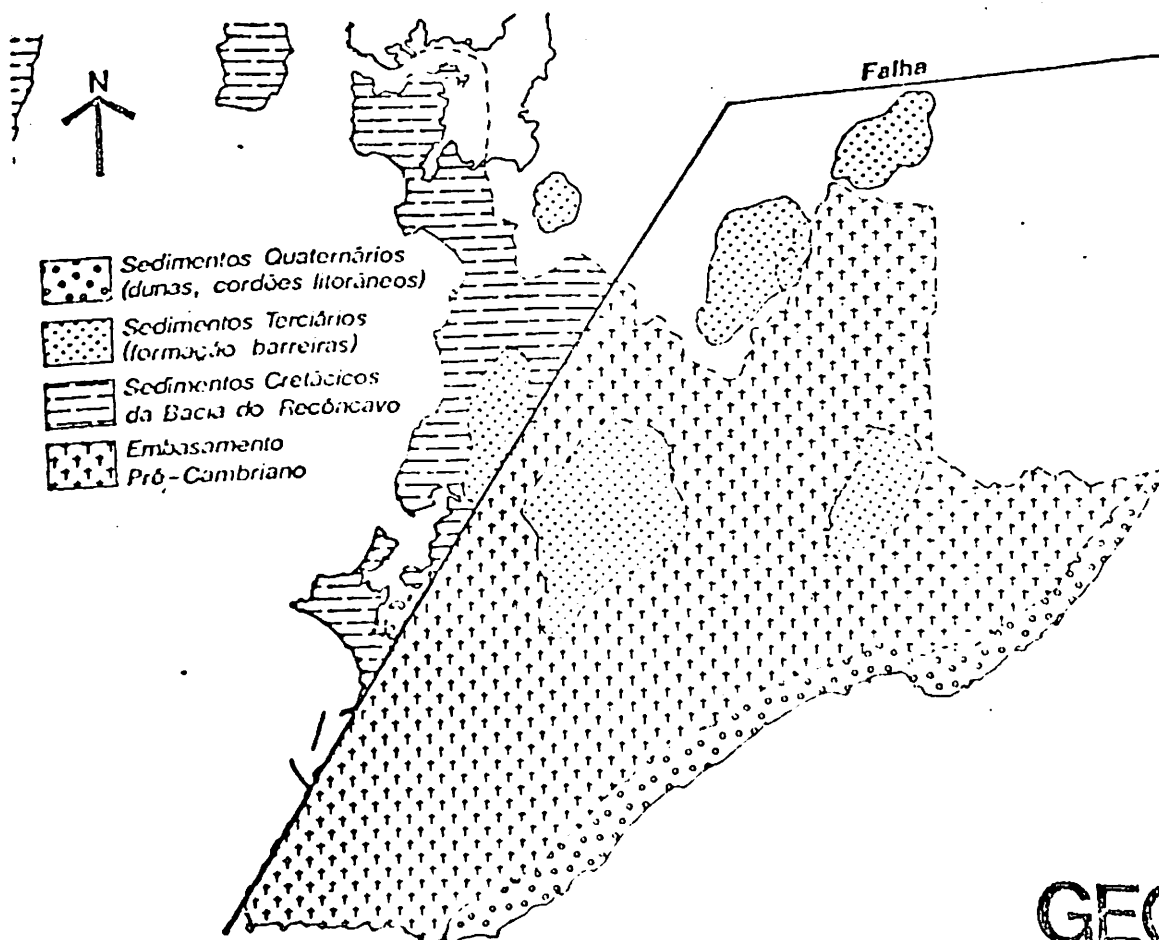 Falha
N
Sedimentos Quaternários
(dunas, cordões litorâneos)
Sedimentos Terciários
(formação barreiras)
Sedimentos Cretácicos
da Bacia do Recôncavo
Embasamento
Pré-Cambriano
GEO